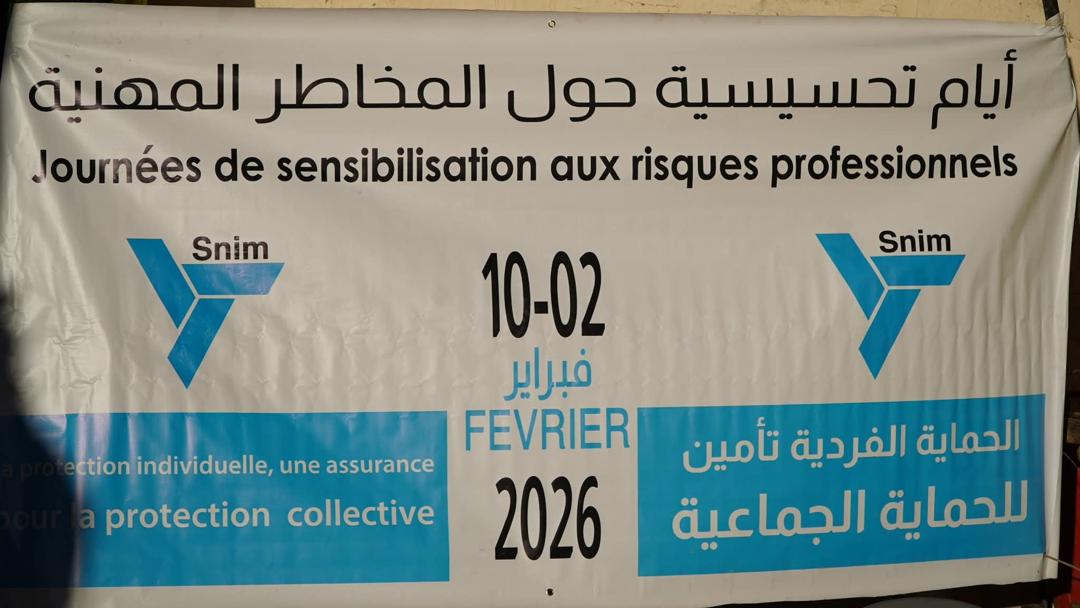 أيام تحسيسية حول المخاطر المهنية
Journées de sensibilisation aux risques professionnels
Snim
Snim
10-02
فبراير
FEVRIER
2026
a protection individuelle, une assurance
pour la protection collective
الحماية الفردية تأمين
للحماية الجماعية